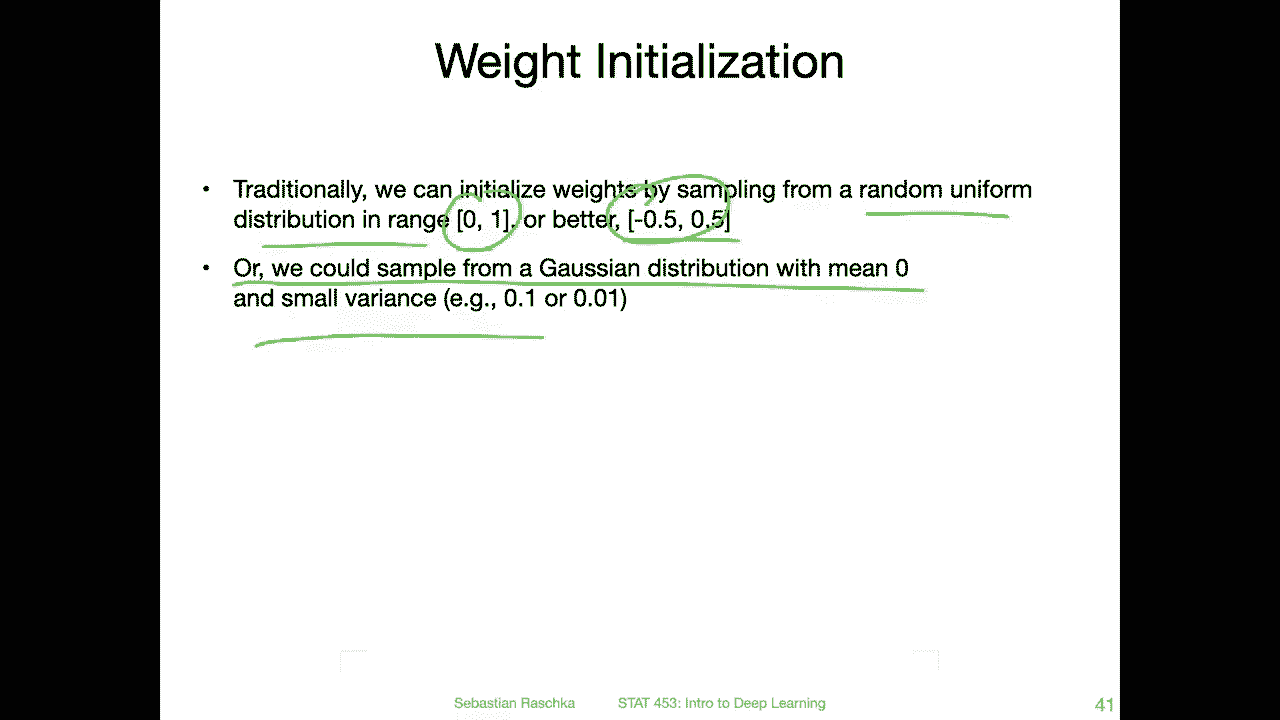 Weight Initialization
• Traditionally, we can initialize weights by sampling from a random uniform
distribution in range [0, 1], or better, [-0.5, 0.5]
• Or, we could sample from a Gaussian distribution with mean 0
and small variance (e.g., 0.1 or 0.01)
Sebastian Raschka STAT 453: Intro to Deep Learning 41